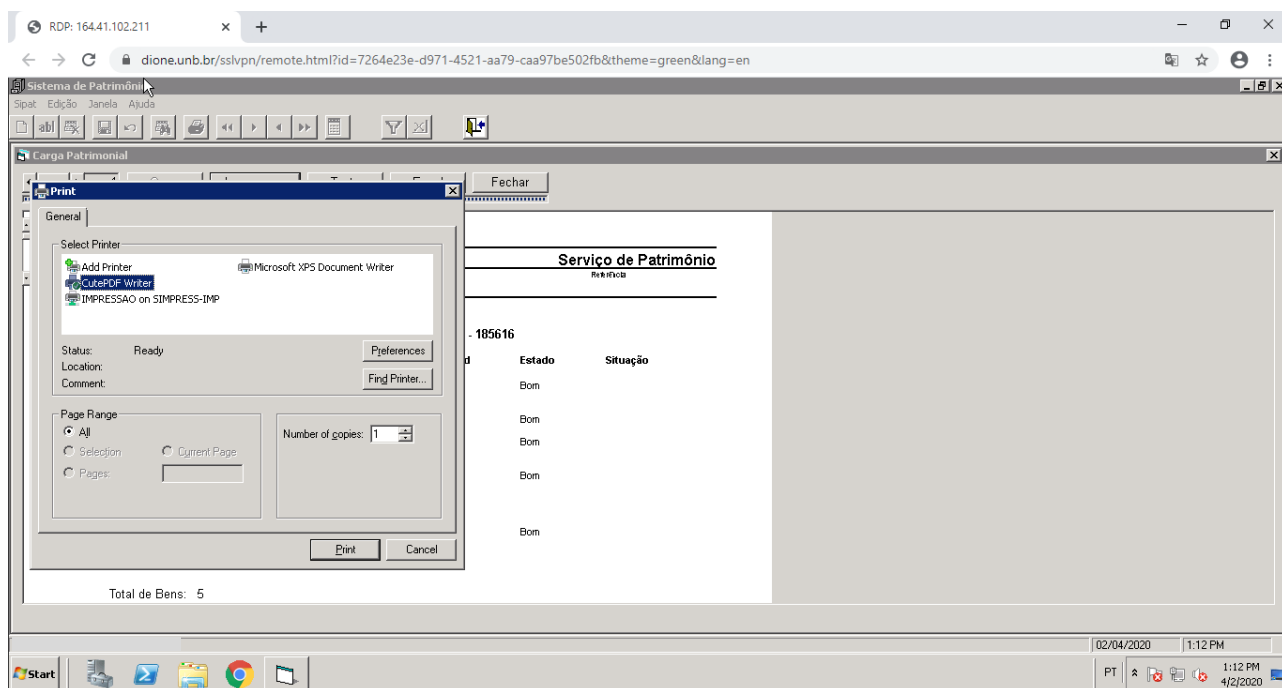 RDP: 164.41.102.211
dione.unb.br/sslvpn/remote.html?id=7264e23e-d971-4521-aa79-caa97be502fb&theme=green&lang=en
Sistema de Patrimôni
Sipat Edição Janela Ajuda
abl
Carga Patrimonial
Fechar
Print
General
Select Printer
Add Printer
Microsoft XPS Document Writer
CutePDF Writer
IMPRESSAO on SIMPRESS-IMP
Status: Ready
Preferences
Location:
Comment:
Find Printer...
Page Range
All
Number of copies: 1
Selection Current Page
Pages:
Print Cancel
Serviço de Patrimônio
- 185616
d Estado Situação
Bom
Bom
Bom
Bom
Bom
Total de Bens: 5
02/04/2020 1:12 PM
Start
PT
1:12 PM
4/2/2020